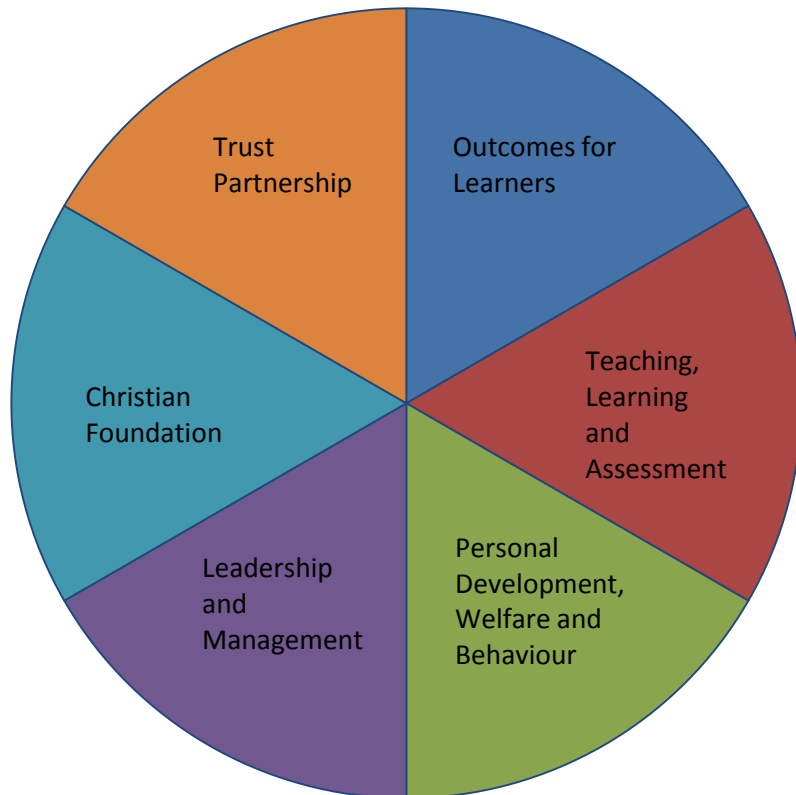 Trust
Partnership
Outcomes for
Learners
Teaching,
Learning
and
Assessment
Christian
Foundation
Personal
Development,
Welfare and
Behaviour
Leadership
and
Management